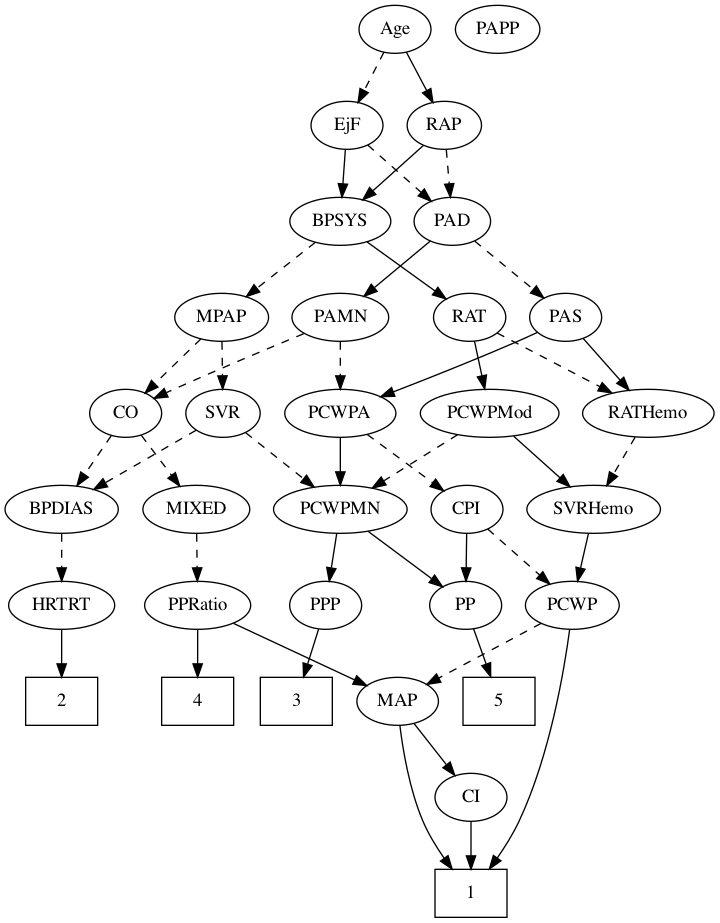 Age
PAPP
EjF
RAP
BPSYS
PAD
MPAP
PAMN
RAT
PAS
CO
SVR
PCWPA
PCWPMod
RATHemo
BPDIAS
MIXED
PCWPMN
CPI
SVRHemo
HRTRT
PPRatio
PPP
PP
PCWP
2
4
3
MAP
5
CI
1